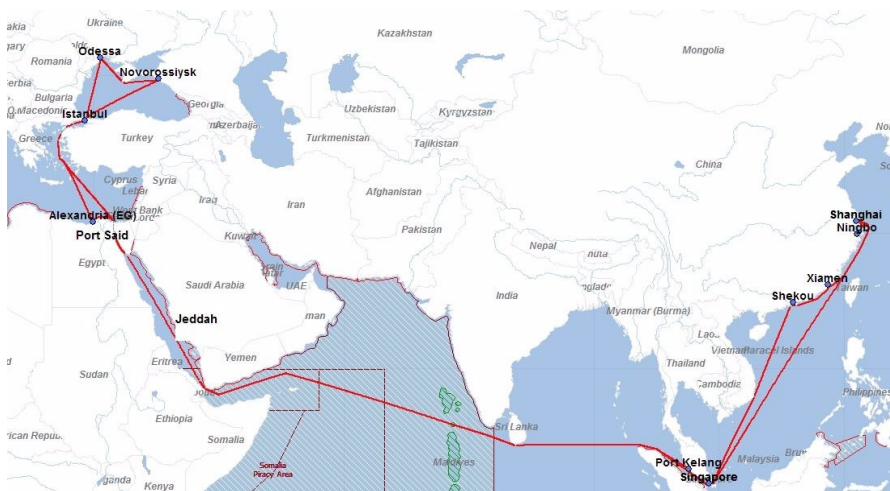 Ukraine
Kazakhstan
Odessa
Mongolia
Romania
Novorossiysk
Bulgaria
Georgia
Istanbul
Uzbekistan
Kyrgyzstan
Greece
Turkey
Turkmenistan
Tajikistan
China
Cyprus
Syria
Afghanistan
Iraq
Iran
Alexandria (EG)
West Bank
Shanghai
Port Said
Pakistan
Ningbo
Kuwait
Nepal
Egypt
Xiamen
Saudi Arabia
UAE
India
Shekou
Taiwan
Myanmar (Burma)
Jeddah
Paracel Islands
Eritrea
Yemen
Thailand
Sudan
Cambodia
Philippines
Ethiopia
Sri Lanka
Somalia
Maldives
Port Kelang
Malaysia
Somalia
Piracy Area
Singapore
Kenya